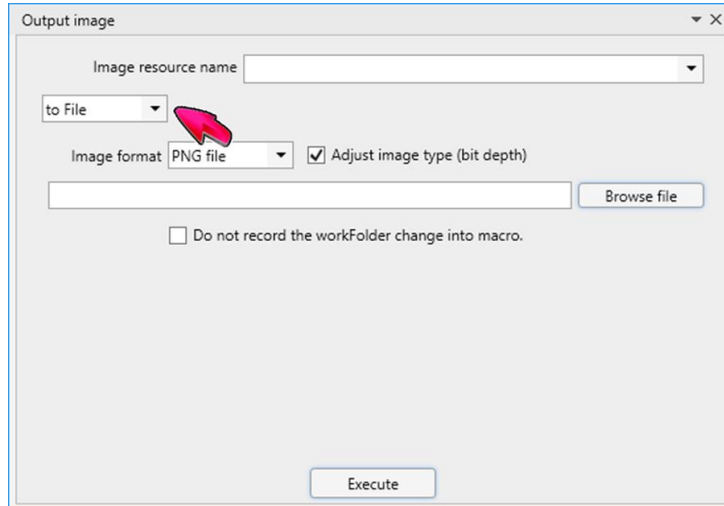 Output image
Image resource name
to File
Image format PNG file Adjust image type (bit depth)
Browse file
Do not record the workFolder change into macro.
Execute